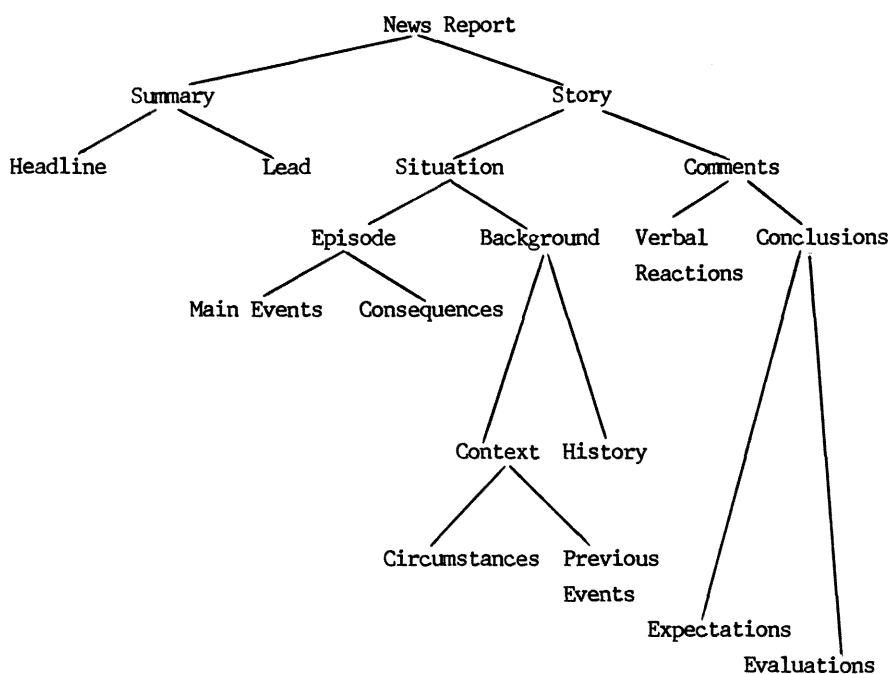 News Report
Summary Story
Headline Lead Situation Comments
Episode Background Verbal Conclusions
Reactions
Main Events Consequences
Context History
Circumstances Previous
Events
Expectations
Evaluations